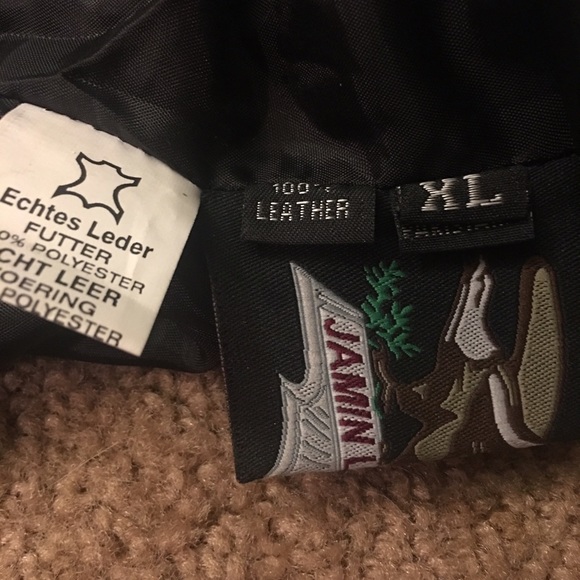 Echtes Leder
FUTTER
0% POLYESTER
CHT LEER
OERING
POLYESTER
100%
LEATHER
XL
JAMIN